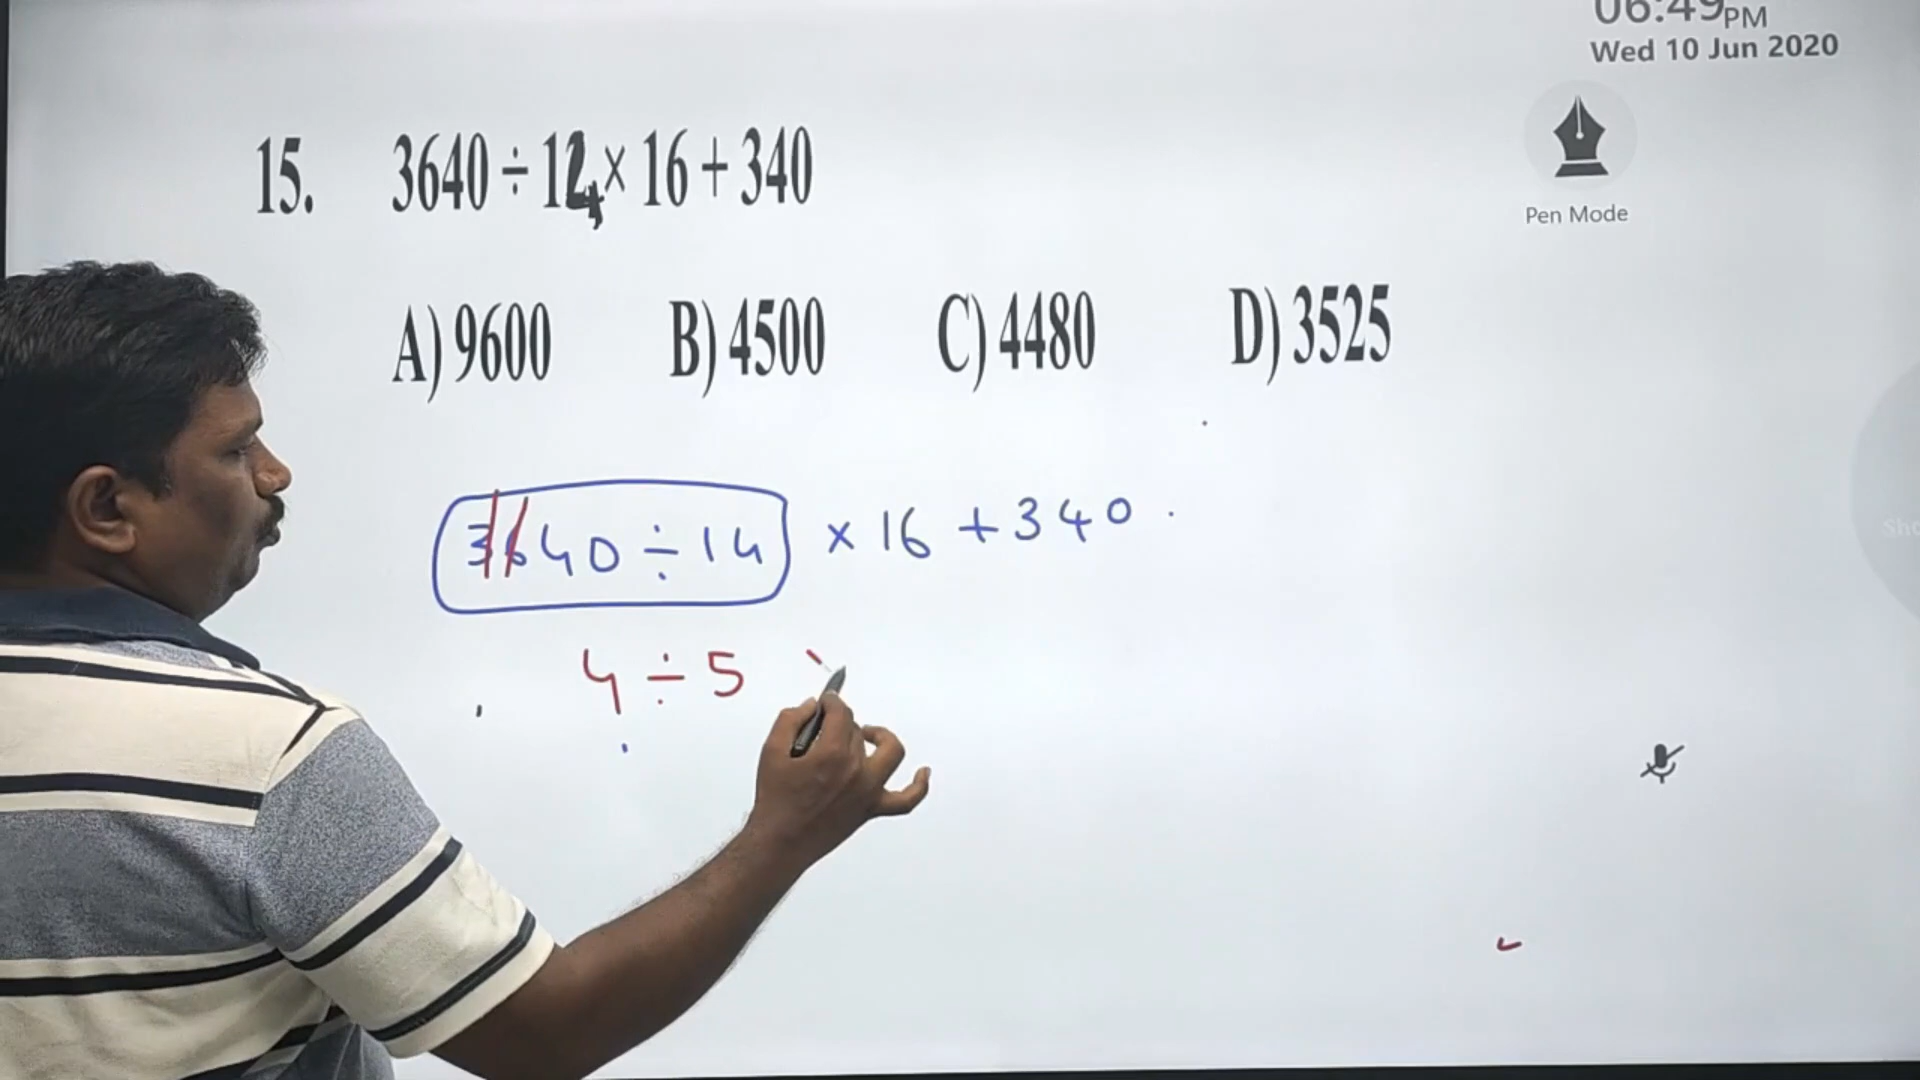 06:49PM
Wed 10 Jun 2020
Pen Mode
15. 3640 ÷ 14 × 16 + 340
A) 9600 B) 4500 C) 4480 D) 3525
3640 ÷ 14 × 16 + 340
4 ÷ 5